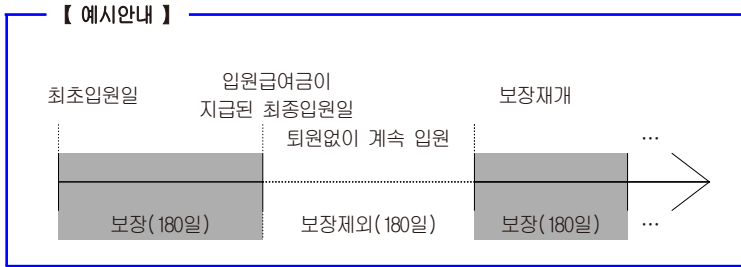 【 예시안내 】
최초입원일
입원급여금이
지급된 최종입원일
보장재개
퇴원없이 계속 입원
…
보장(180일)
보장제외(180일)
보장(180일)
…